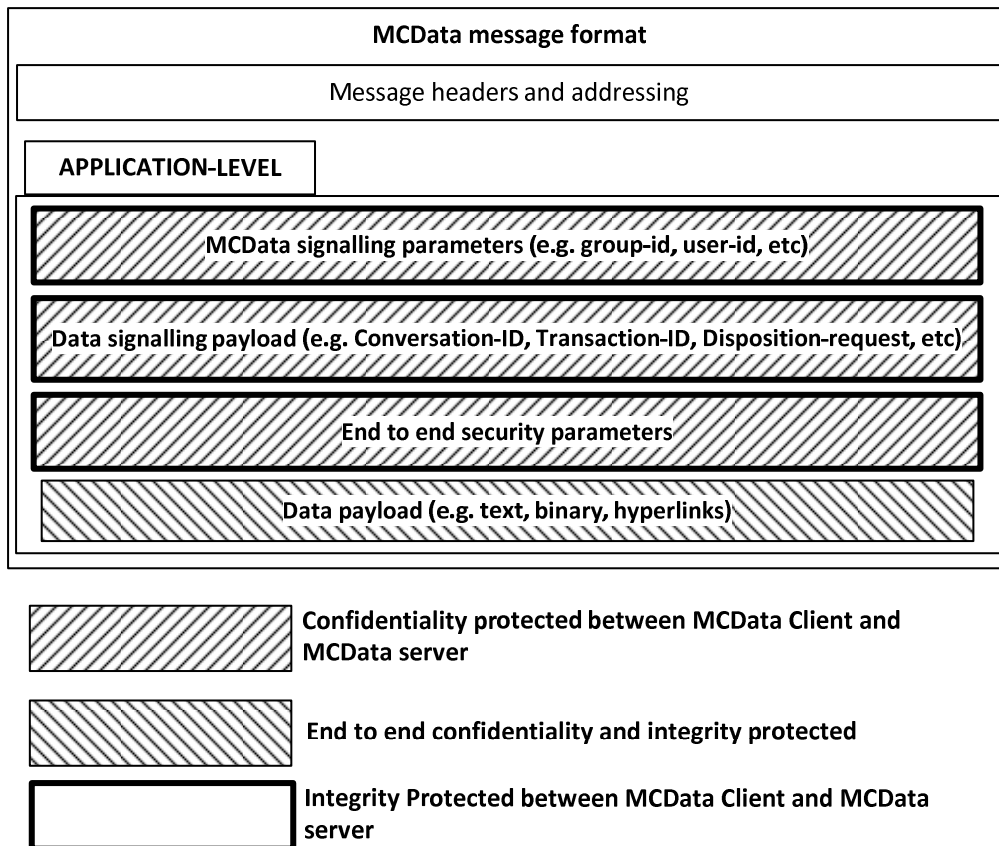 MCData message format
Message headers and addressing
APPLICATION-LEVEL
MCData signalling parameters (e.g. group-id, user-id, etc)
Data signalling payload (e.g. Conversation-ID, Transaction-ID, Disposition-request, etc)
End to end security parameters
Data payload (e.g. text, binary, hyperlinks)
Confidentiality protected between MCData Client and
MCData server
End to end confidentiality and integrity protected
Integrity Protected between MCData Client and MCData
server